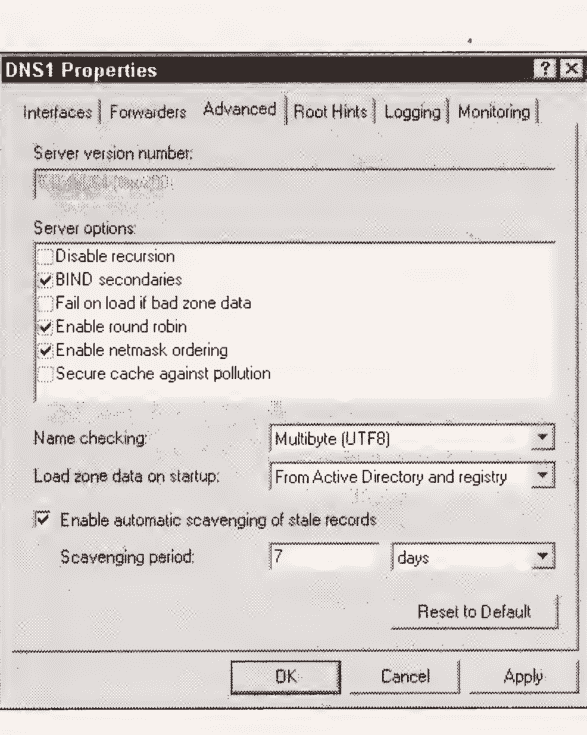 DNS1 Properties
Interfaces Forwarders Advanced Root Hints Logging Monitoring
Server version number:
Server options:
Disable recursion
BIND secondaries
Fail on load if bad zone data
Enable round robin
Enable netmask ordering
Secure cache against pollution
Name checking: Multibyte (UTF8)
Load zone data on startup: From Active Directory and registry
Enable automatic scavenging of stale records
Scavenging period: 7 days
Reset to Default
OK Cancel Apply